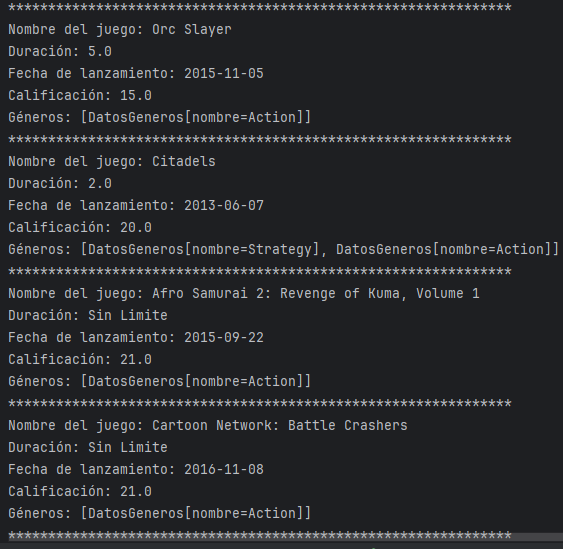 ***************************************************************
Nombre del juego: Orc Slayer
Duración: 5.0
Fecha de lanzamiento: 2015-11-05
Calificación: 15.0
Géneros: [DatosGeneros[nombre=Action]]
***************************************************************
Nombre del juego: Citadels
Duración: 2.0
Fecha de lanzamiento: 2013-06-07
Calificación: 20.0
Géneros: [DatosGeneros[nombre=Strategy], DatosGeneros[nombre=Action]]
***************************************************************
Nombre del juego: Afro Samurai 2: Revenge of Kuma, Volume 1
Duración: Sin Limite
Fecha de lanzamiento: 2015-09-22
Calificación: 21.0
Géneros: [DatosGeneros[nombre=Action]]
***************************************************************
Nombre del juego: Cartoon Network: Battle Crashers
Duración: Sin Limite
Fecha de lanzamiento: 2016-11-08
Calificación: 21.0
Géneros: [DatosGeneros[nombre=Action]]
***************************************************************